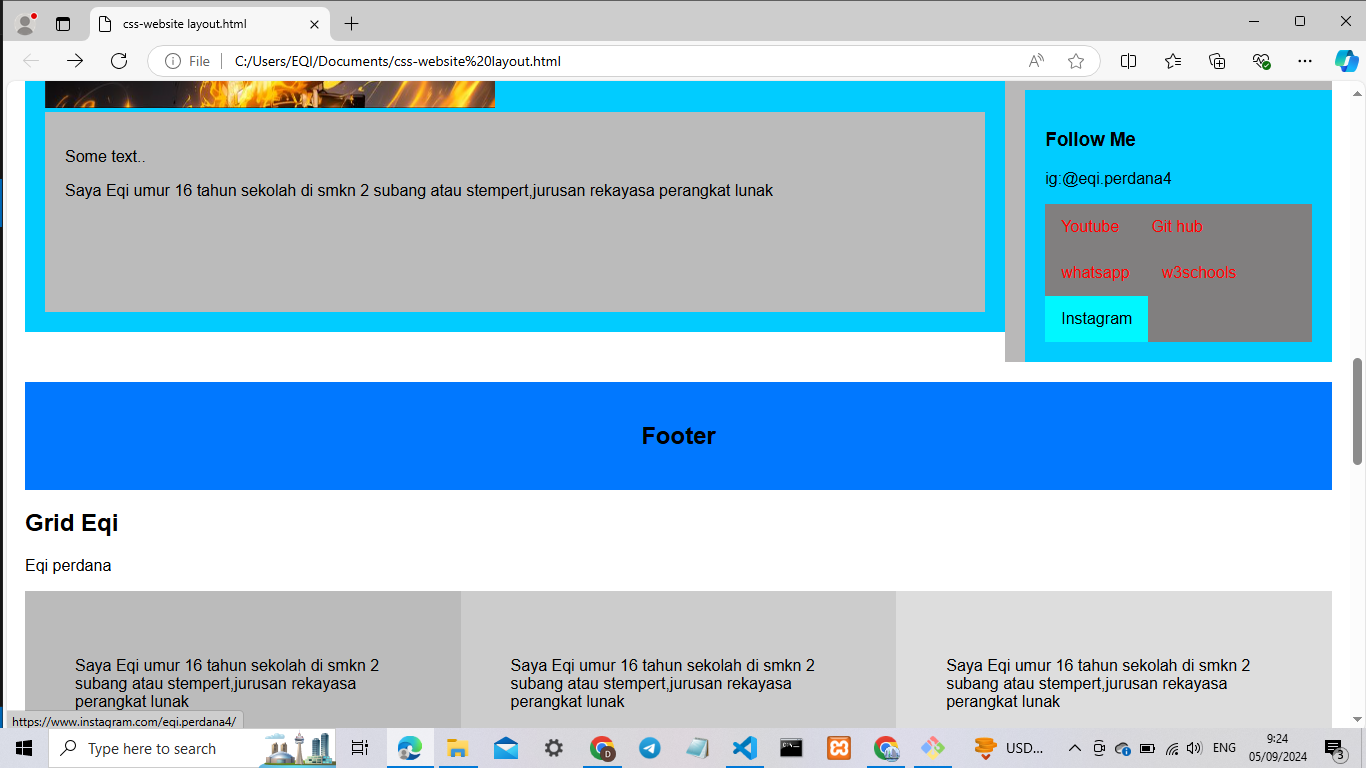 css-website layout.html
File
C:/Users/EQI/Documents/css-website%20layout.html
Some text..
Saya Eqi umur 16 tahun sekolah di smkn 2 subang atau stempert,jurusan rekayasa perangkat lunak
Follow Me
ig:@eqi.perdana4
Youtube Git hub
whatsapp w3schools
Instagram
Footer
Grid Eqi
Eqi perdana
Saya Eqi umur 16 tahun sekolah di smkn 2
subang atau stempert,jurusan rekayasa
perangkat lunak
Saya Eqi umur 16 tahun sekolah di smkn 2
subang atau stempert,jurusan rekayasa
perangkat lunak
Saya Eqi umur 16 tahun sekolah di smkn 2
subang atau stempert,jurusan rekayasa
perangkat lunak
https://www.instagram.com/eqi.perdana4/
Type here to search
D
USD...
ENG
9:24
05/09/2024
3